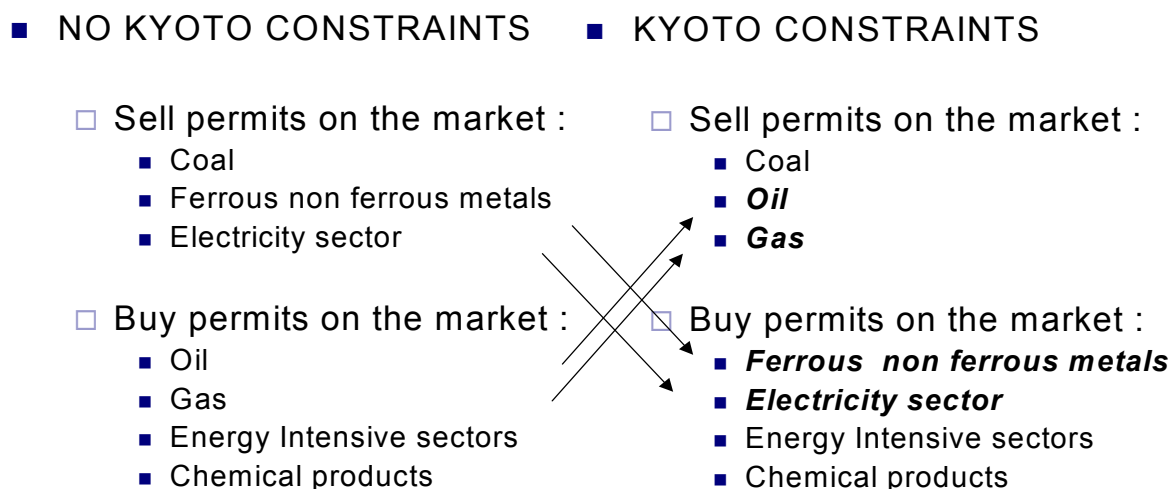 NO KYOTO CONSTRAINTS
Sell permits on the market :
Coal
Ferrous non ferrous metals
Electricity sector
Buy permits on the market :
Oil
Gas
Energy Intensive sectors
Chemical products
KYOTO CONSTRAINTS
Sell permits on the market :
Coal
Oil
Gas
Buy permits on the market :
Ferrous non ferrous metals
Electricity sector
Energy Intensive sectors
Chemical products